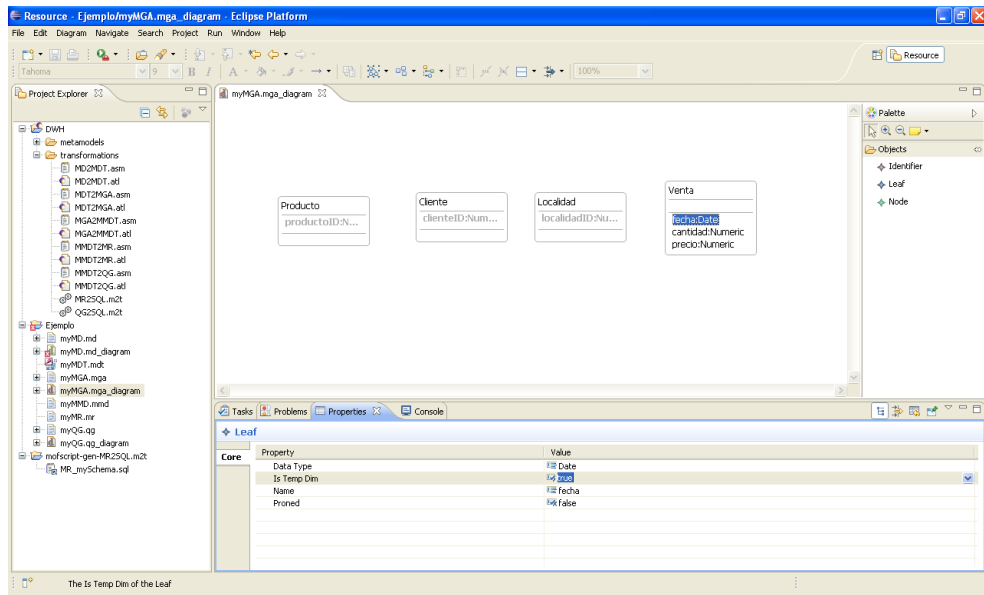 Resource - Ejemplo/myMGA.mga_diagram - Eclipse Platform
File Edit Diagram Navigate Search Project Run Window Help
Resource
Tahoma 9 B I A 100%
Project Explorer
myMGA.mga_diagram
DWH
metamodels
transformations
MD2MDT.asm
MD2MDT.atl
MDT2MGA.asm
MDT2MGA.atl
MGA2MMDT.asm
MGA2MMDT.atl
MMDT2MR.asm
MMDT2MR.atl
MMDT2QG.asm
MMDT2QG.atl
MR2SQL.m2t
QG2SQL.m2t
Ejemplo
myMD.md
myMD.md_diagram
myMDT.mdt
myMGA.mga
myMGA.mga_diagram
myMMD.mmd
myMR.mr
myQG.qg
myQG.qg_diagram
mofscript-gen-MR2SQL.m2t
MR_mySchema.sql
Producto
productoID:N...
Cliente
clienteID:Num...
Localidad
localidadID:Nu...
Venta
fecha:Date
cantidad:Numeric
precio:Numeric
Palette
Objects
Identifier
Leaf
Node
Tasks Problems Properties Console
Leaf
Core
Property Value
Data Type Date
Is Temp Dim true
Name fecha
Proned false
The Is Temp Dim of the Leaf